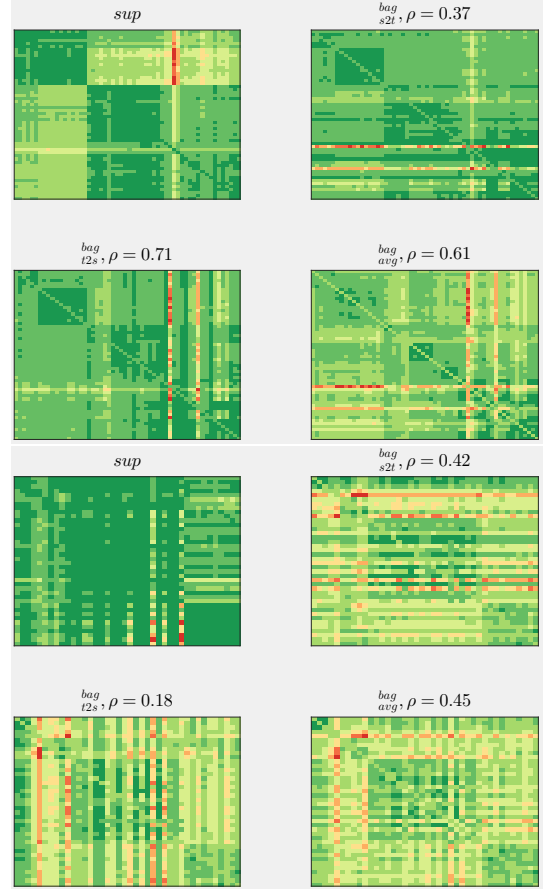 sup
bag s2t, ρ = 0.37
bag t2s, ρ = 0.71
bag avg, ρ = 0.61
sup
bag s2t, ρ = 0.42
bag t2s, ρ = 0.18
bag avg, ρ = 0.45